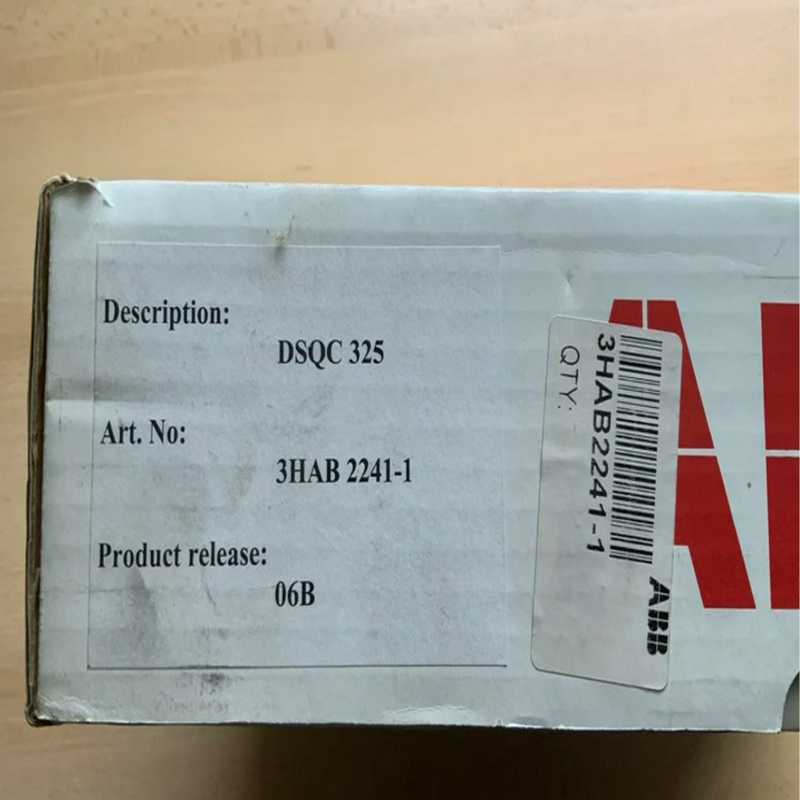 Description:
DSQC 325
Art. No:
3HAB 2241-1
Product release:
06B
3HAB2241-1
QTY:
ABB